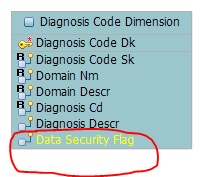 Diagnosis Code Dimension
Diagnosis Code Dk
Diagnosis Code Sk
Domain Nm
Domain Descr
Diagnosis Cd
Diagnosis Descr
Data Security Flag